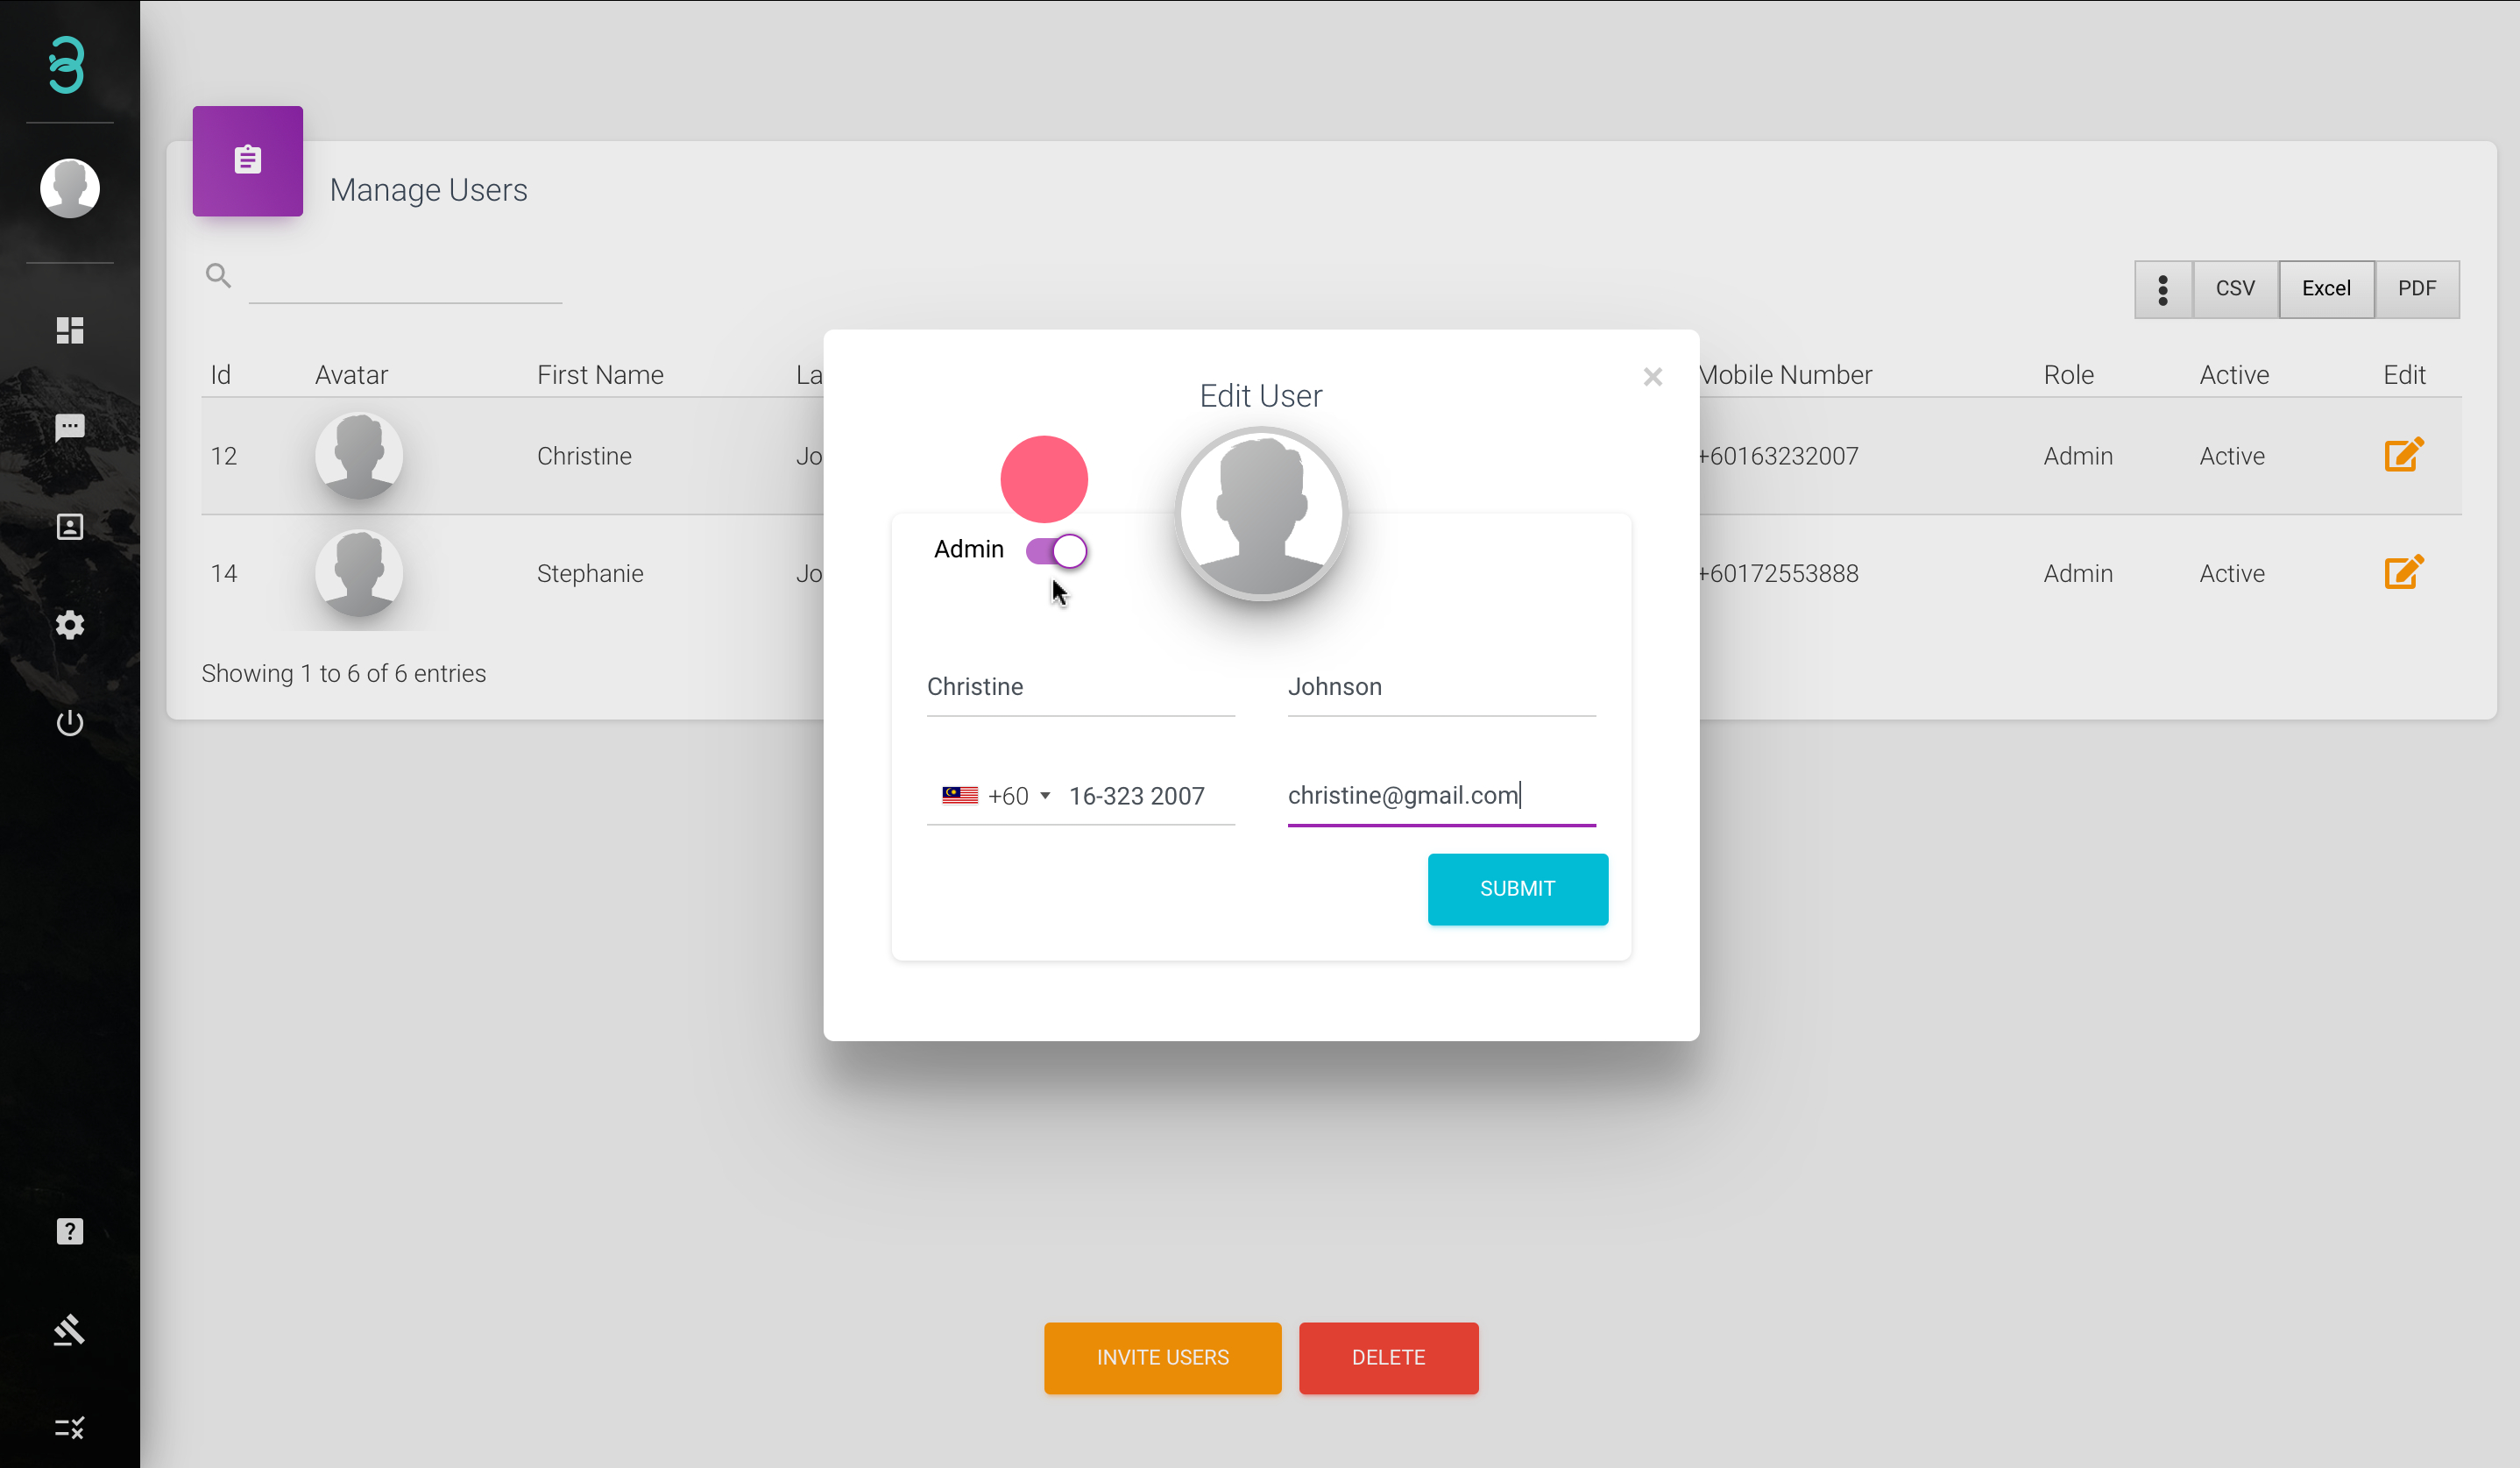 Manage Users
CSV Excel PDF
Id Avatar First Name La Mobile Number Role Active Edit
12 Christine Jo +60163232007 Admin Active
14 Stephanie Jo +60172553888 Admin Active
Showing 1 to 6 of 6 entries
×
Edit User
Admin
Christine Johnson
+60 16-323 2007 christine@gmail.com
SUBMIT
INVITE USERS DELETE